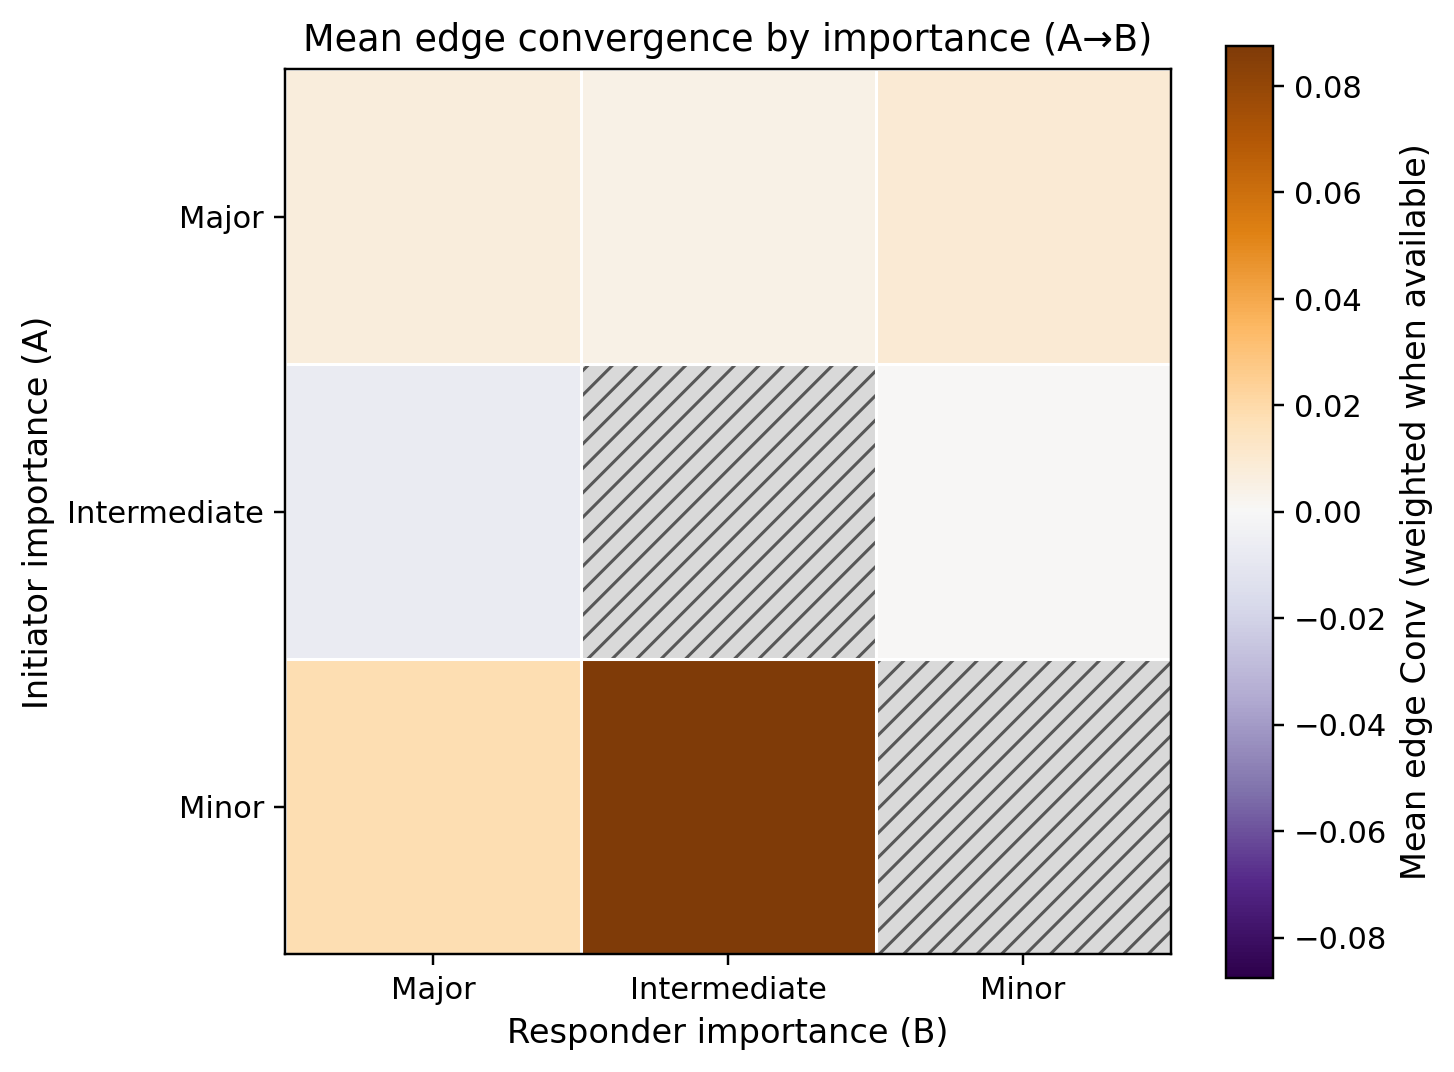 Mean edge convergence by importance (A→B)
Initiator importance (A)
Major
Intermediate
Minor
Major
Intermediate
Minor
Responder importance (B)
0.08
0.06
0.04
0.02
0.00
−0.02
−0.04
−0.06
−0.08
Mean edge Conv (weighted when available)